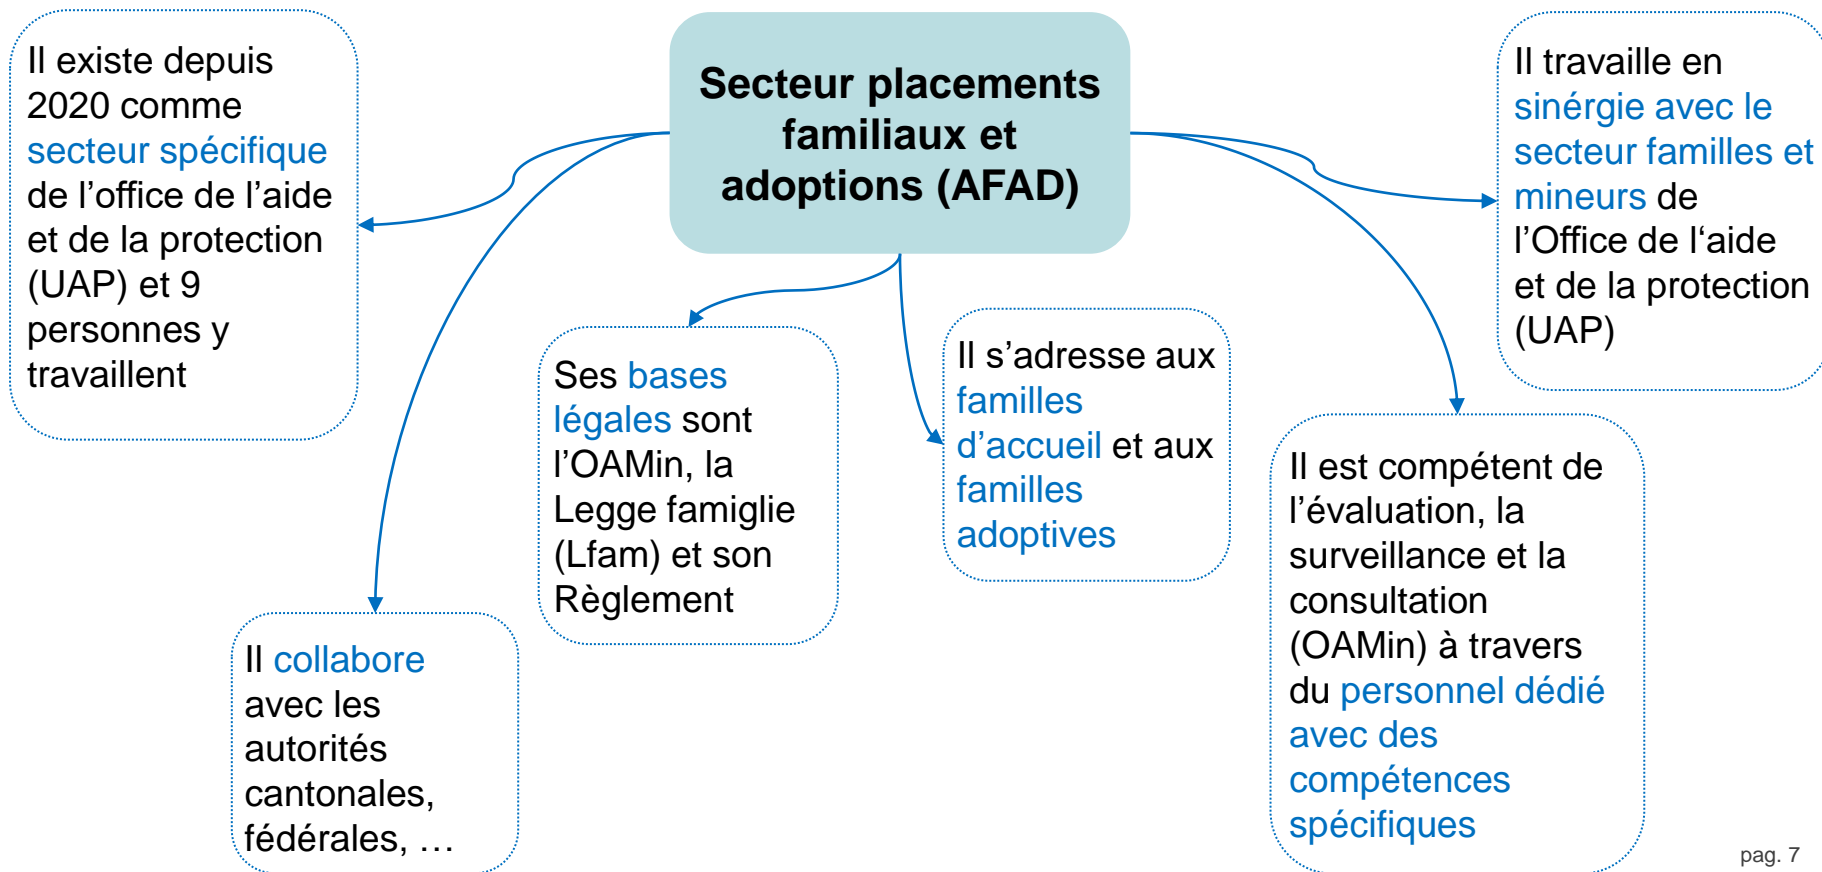 Secteur placements
familiaux et
adoptions (AFAD)
Il existe depuis
2020 comme
secteur spécifique
de l’office de l’aide
et de la protection
(UAP) et 9
personnes y
travaillent
Il collabore
avec les
autorités
cantonales,
fédérales, …
Ses bases
légales sont
l’OAMin, la
Legge famiglie
(Lfam) et son
Règlement
Il s’adresse aux
familles
d’accueil et aux
familles
adoptives
Il est compétent de
l’évaluation, la
surveillance et la
consultation
(OAMin) à travers
du personnel dédié
avec des
compétences
spécifiques
Il travaille en
sinérgie avec le
secteur familles et
mineurs de
l’Office de l‘aide
et de la protection
(UAP)
pag. 7